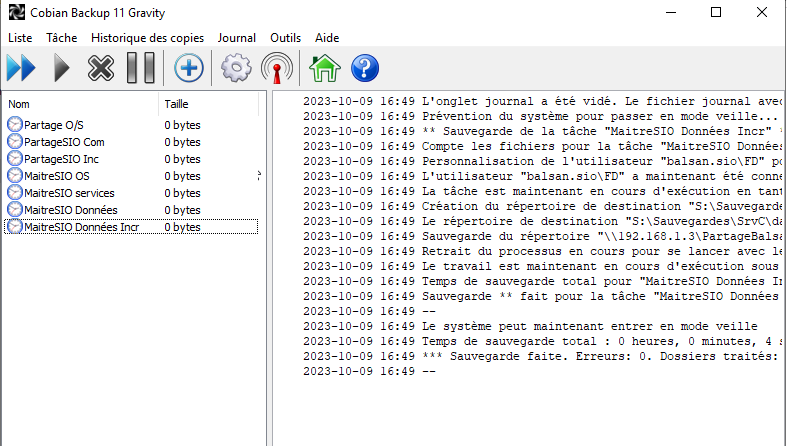 Cobian Backup 11 Gravity
Liste Tâche Historique des copies Journal Outils Aide
Nom Taille
Partage O/S 0 bytes
PartageSIO Com 0 bytes
PartageSIO Inc 0 bytes
MaitreSIO OS 0 bytes
MaitreSIO services 0 bytes
MaitreSIO Données 0 bytes
MaitreSIO Données Incr 0 bytes
2023-10-09 16:49 L'onglet journal a été vidé. Le fichier journal avec
2023-10-09 16:49 Prévention du système pour passer en mode veille...
2023-10-09 16:49 ** Sauvegarde de la tâche "MaitreSIO Données Incr" *
2023-10-09 16:49 Compte les fichiers pour la tâche "MaitreSIO Données
2023-10-09 16:49 Personnalisation de l'utilisateur "balsan.sio\FD" po
2023-10-09 16:49 L'utilisateur "balsan.sio\FD" a maintenant été conne
2023-10-09 16:49 La tâche est maintenant en cours d'exécution en tant
2023-10-09 16:49 Création du répertoire de destination "S:\Sauvegarde
2023-10-09 16:49 Le répertoire de destination "S:\Sauvegardes\SrvC\da
2023-10-09 16:49 Sauvegarde du répertoire "\\192.168.1.3\PartageBalsa
2023-10-09 16:49 Retrait du processus en cours pour se lancer avec le
2023-10-09 16:49 Le travail est maintenant en cours d'exécution sous
2023-10-09 16:49 Temps de sauvegarde total pour "MaitreSIO Données In
2023-10-09 16:49 Sauvegarde ** fait pour la tâche "MaitreSIO Données
2023-10-09 16:49 --
2023-10-09 16:49 Le système peut maintenant entrer en mode veille
2023-10-09 16:49 Temps de sauvegarde total : 0 heures, 0 minutes, 4 s
2023-10-09 16:49 *** Sauvegarde faite. Erreurs: 0. Dossiers traités:
2023-10-09 16:49 --